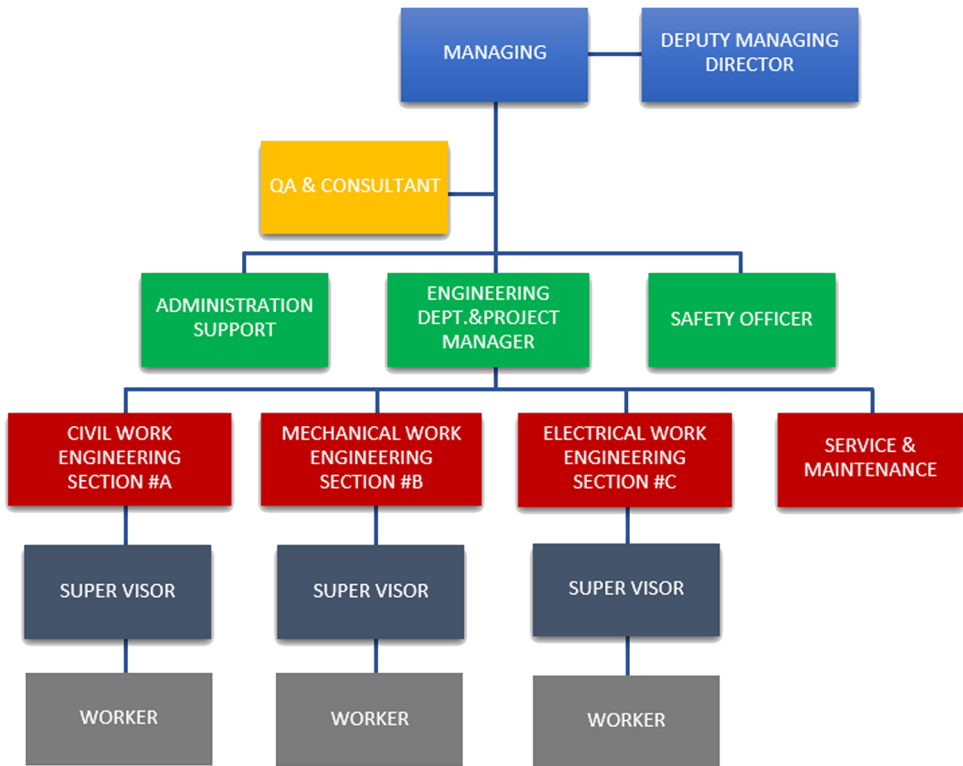 MANAGING
DEPUTY MANAGING
DIRECTOR
QA & CONSULTANT
ADMINISTRATION
SUPPORT
ENGINEERING
DEPT.&PROJECT
MANAGER
SAFETY OFFICER
CIVIL WORK
ENGINEERING
SECTION #A
MECHANICAL WORK
ENGINEERING
SECTION #B
ELECTRICAL WORK
ENGINEERING
SECTION #C
SERVICE &
MAINTENANCE
SUPER VISOR
SUPER VISOR
SUPER VISOR
WORKER
WORKER
WORKER